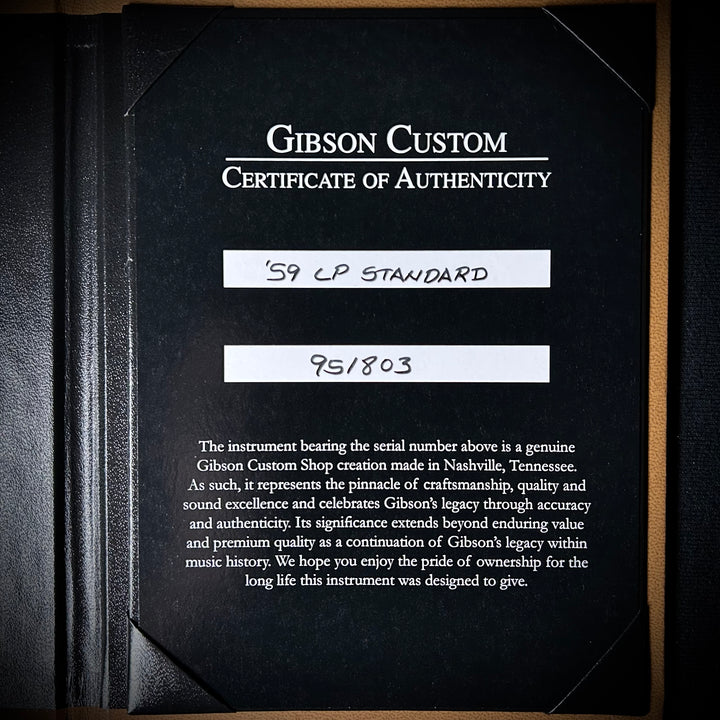 GIBSON CUSTOM
CERTIFICATE OF AUTHENTICITY
'59 LP STANDARD
951803
The instrument bearing the serial number above is a genuine
Gibson Custom Shop creation made in Nashville, Tennessee.
As such, it represents the pinnacle of craftsmanship, quality and
sound excellence and celebrates Gibson's legacy through accuracy
and authenticity. Its significance extends beyond enduring value
and premium quality as a continuation of Gibson's legacy within
music history. We hope you enjoy the pride of ownership for the
long life this instrument was designed to give.